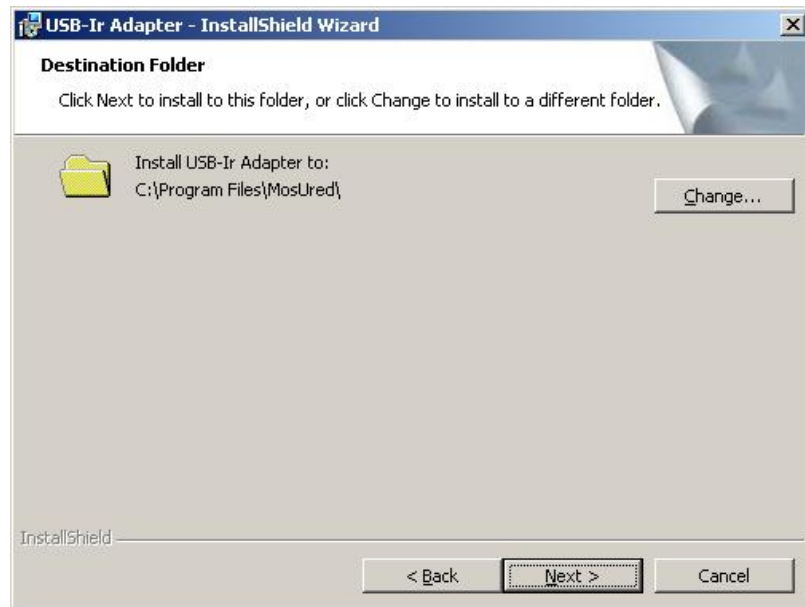 USB-Ir Adapter - InstallShield Wizard
Destination Folder
Click Next to install to this folder, or click Change to install to a different folder.
Install USB-Ir Adapter to:
C:\Program Files\MosUred\
Change...
InstallShield
< Back
Next >
Cancel